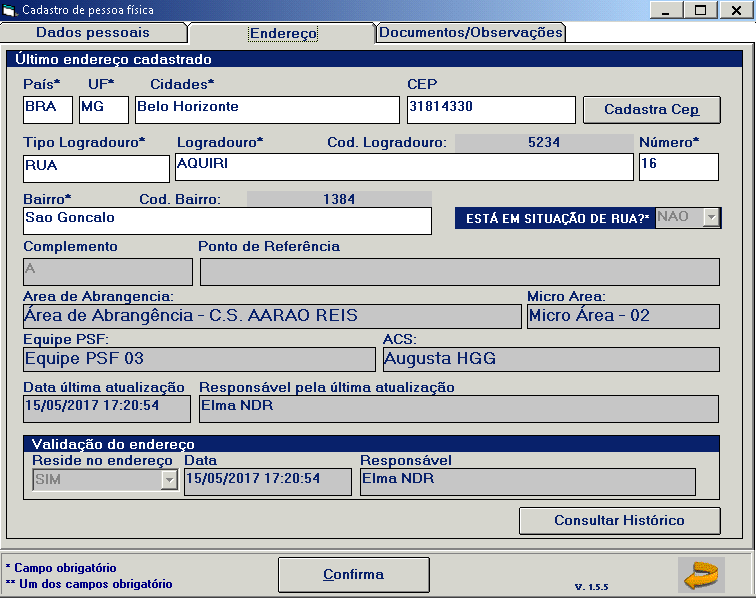 Cadastro de pessoa física
Dados pessoais Endereço Documentos/Observações
Último endereço cadastrado
País* UF* Cidades* CEP
BRA MG Belo Horizonte 31814330 Cadastra Cep
Tipo Logradouro* Logradouro* Cod. Logradouro: 5234 Número*
RUA AQUIRI 16
Bairro* Cod. Bairro: 1384
Sao Goncalo ESTÁ EM SITUAÇÃO DE RUA?* NAO
Complemento Ponto de Referência
A
Area de Abrangencia: Micro Area:
Área de Abrangência - C.S. AARAO REIS Micro Área - 02
Equipe PSF: ACS:
Equipe PSF 03 Augusta HGG
Data última atualização Responsável pela última atualização
15/05/2017 17:20:54 Elma NDR
Validação do endereço
Reside no endereço Data Responsável
SIM 15/05/2017 17:20:54 Elma NDR
Consultar Histórico
* Campo obrigatório
** Um dos campos obrigatório
Confirma
V. 1.5.5